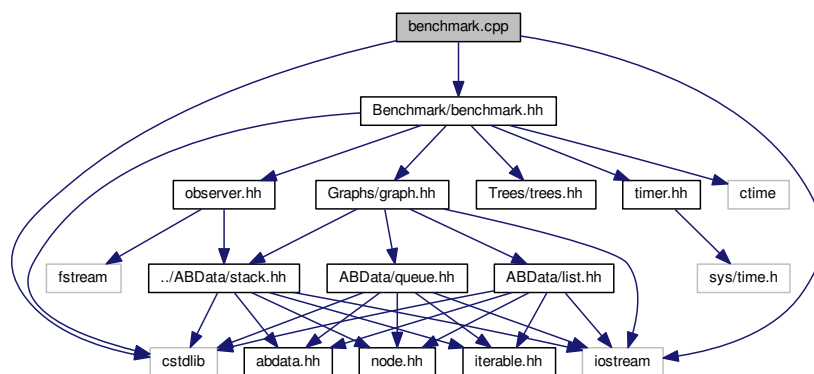 benchmark.cpp
Benchmark/benchmark.hh
observer.hh
Graphs/graph.hh
Trees/trees.hh
timer.hh
ctime
fstream
../ABData/stack.hh
ABData/queue.hh
ABData/list.hh
sys/time.h
cstdlib
abdata.hh
node.hh
iterable.hh
iostream